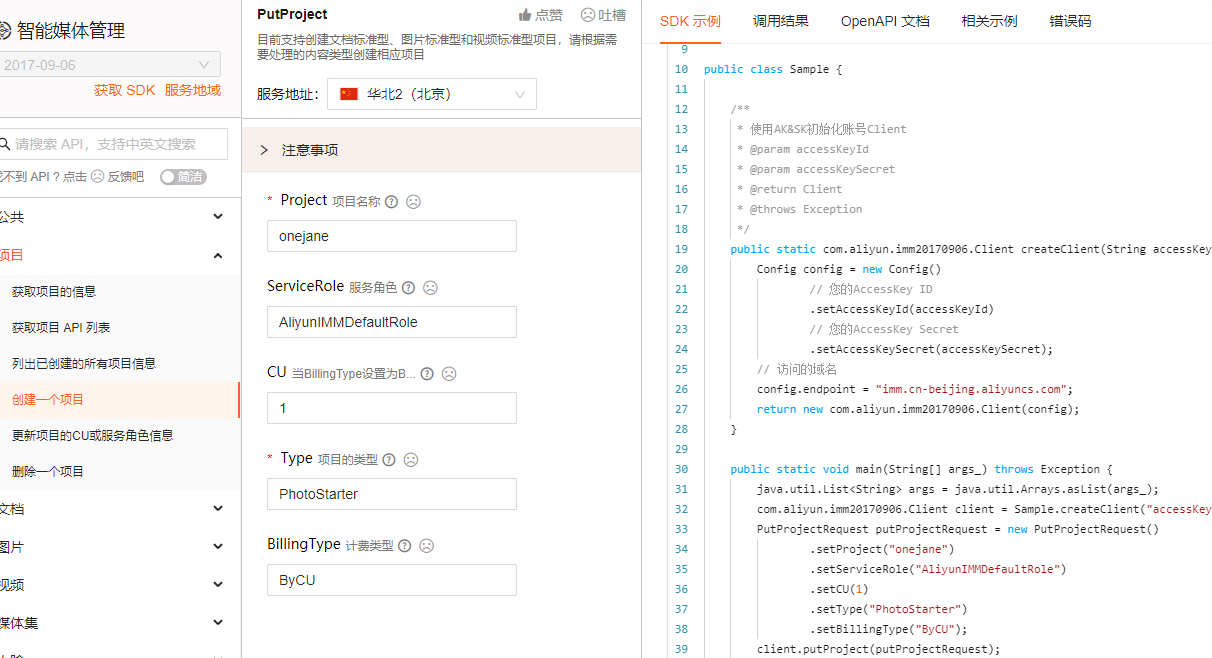 智能媒体管理
2017-09-06
获取 SDK 服务地域
请搜索 API，支持中英文搜索
找不到 API ? 点击 反馈吧 简洁
公共
项目
获取项目的信息
获取项目 API 列表
列出已创建的所有项目信息
创建一个项目
更新项目的CU或服务角色信息
删除一个项目
文档
图片
视频
媒体集
PutProject 点赞 吐槽
目前支持创建文档标准型、图片标准型和视频标准型项目，请根据需
要处理的内容类型创建相应项目
服务地址： 华北2（北京）
注意事项
* Project 项目名称
onejane
ServiceRole 服务角色
AliyunIMMDefaultRole
CU 当BillingType设置为B...
1
* Type 项目的类型
PhotoStarter
BillingType 计费类型
ByCU
SDK 示例 调用结果 OpenAPI 文档 相关示例 错误码
9
10 public class Sample {
11
12 /**
13 * 使用AK&SK初始化账号Client
14 * @param accessKeyId
15 * @param accessKeySecret
16 * @return Client
17 * @throws Exception
18 */
19 public static com.aliyun.imm20170906.Client createClient(String accessKey
20 Config config = new Config()
21 // 您的AccessKey ID
22 .setAccessKeyId(accessKeyId)
23 // 您的AccessKey Secret
24 .setAccessKeySecret(accessKeySecret);
25 // 访问的域名
26 config.endpoint = "imm.cn-beijing.aliyuncs.com";
27 return new com.aliyun.imm20170906.Client(config);
28 }
29
30 public static void main(String[] args_) throws Exception {
31 java.util.List<String> args = java.util.Arrays.asList(args_);
32 com.aliyun.imm20170906.Client client = Sample.createClient("accessKey
33 PutProjectRequest putProjectRequest = new PutProjectRequest()
34 .setProject("onejane")
35 .setServiceRole("AliyunIMMDefaultRole")
36 .setCU(1)
37 .setType("PhotoStarter")
38 .setBillingType("ByCU");
39 client.putProject(putProjectRequest);